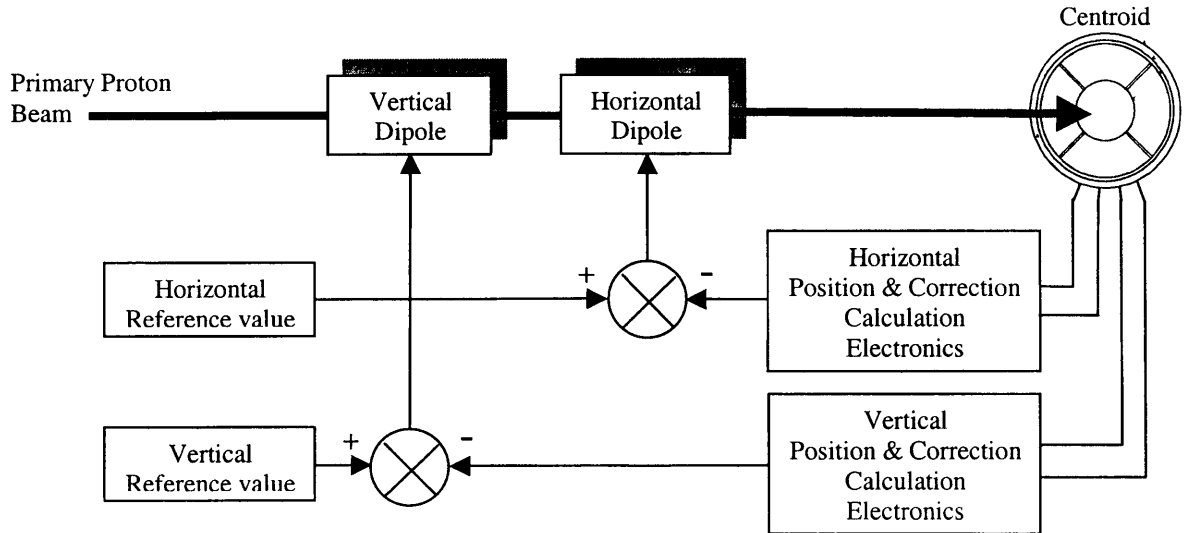 Centroid
Primary Proton
Beam
Vertical
Dipole
Horizontal
Dipole
+ -
Horizontal
Reference value
Horizontal
Position & Correction
Calculation
Electronics
+ -
Vertical
Reference value
Vertical
Position & Correction
Calculation
Electronics